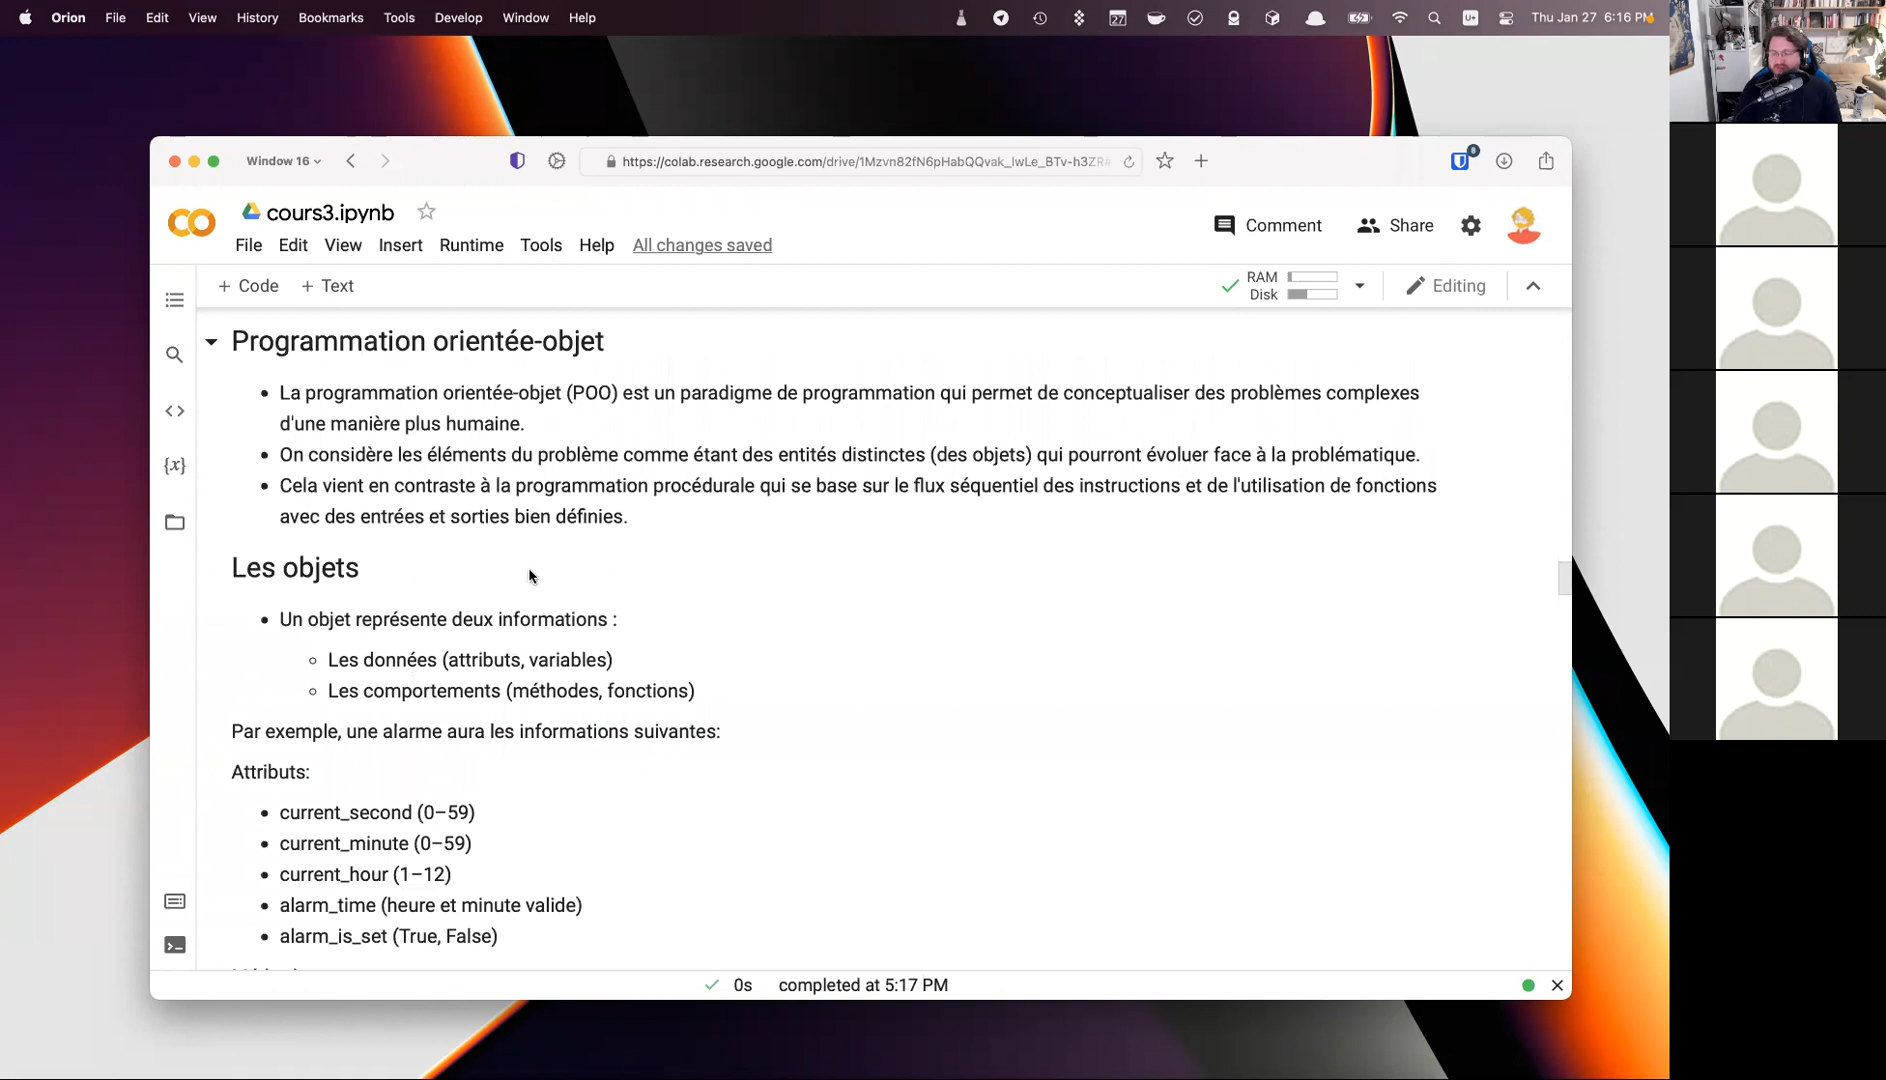 Orion File Edit View History Bookmarks Tools Develop Window Help 27 U+ Thu Jan 27 6:16 PM
Window 16 https://colab.research.google.com/drive/1Mzvn82fN6pHabQQvak_lwLe_BTv-h3ZR# 8
cours3.ipynb
Comment Share
File Edit View Insert Runtime Tools Help All changes saved
+ Code + Text RAM Disk Editing
Programmation orientée-objet
• La programmation orientée-objet (POO) est un paradigme de programmation qui permet de conceptualiser des problèmes complexes
d'une manière plus humaine.
• On considère les éléments du problème comme étant des entités distinctes (des objets) qui pourront évoluer face à la problématique.
• Cela vient en contraste à la programmation procédurale qui se base sur le flux séquentiel des instructions et de l'utilisation de fonctions
avec des entrées et sorties bien définies.
Les objets
• Un objet représente deux informations :
◦ Les données (attributs, variables)
◦ Les comportements (méthodes, fonctions)
Par exemple, une alarme aura les informations suivantes:
Attributs:
• current_second (0–59)
• current_minute (0–59)
• current_hour (1–12)
• alarm_time (heure et minute valide)
• alarm_is_set (True, False)
0s completed at 5:17 PM